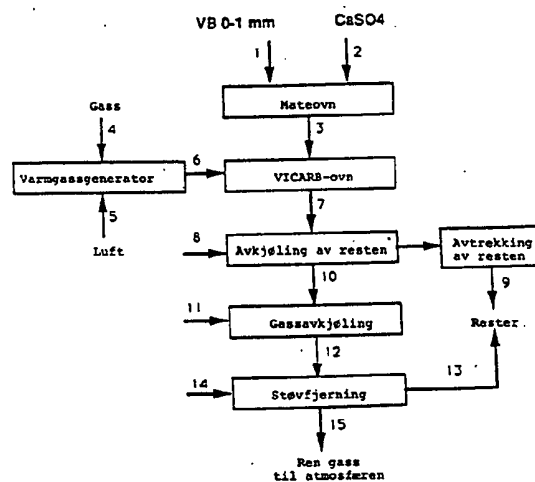 VB 0-1 mm
CaSO4
1
2
Gass
Mateovn
4
3
6
Varmgassgenerator
VICARB-ovn
5
7
Luft
8
Avkjøling av resten
Avtrekking
av resten
10
9
11
Gassavkjøling
Rester
12
13
14
Støvfjerning
15
Ren gass
til atmosfæren